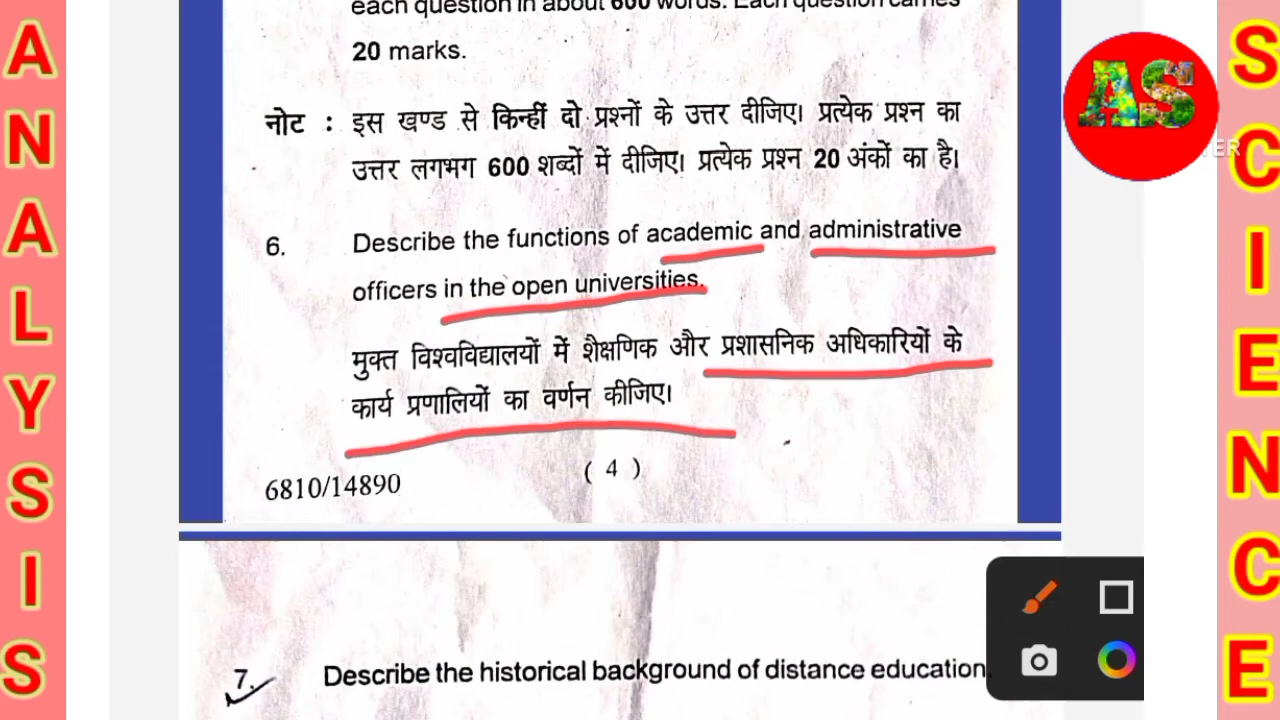 ANALYSIS
each question in about 600 words. Each question carries
20 marks.
नोट : इस खण्ड से किन्हीं दो प्रश्नों के उत्तर दीजिए। प्रत्येक प्रश्न का
उत्तर लगभग 600 शब्दों में दीजिए। प्रत्येक प्रश्न 20 अंकों का है।
6. Describe the functions of academic and administrative
officers in the open universities.
मुक्त विश्वविद्यालयों में शैक्षणिक और प्रशासनिक अधिकारियों के
कार्य प्रणालियों का वर्णन कीजिए।
( 4 )
6810/14890
7. Describe the historical background of distance education
AS
TER
SCIENCE